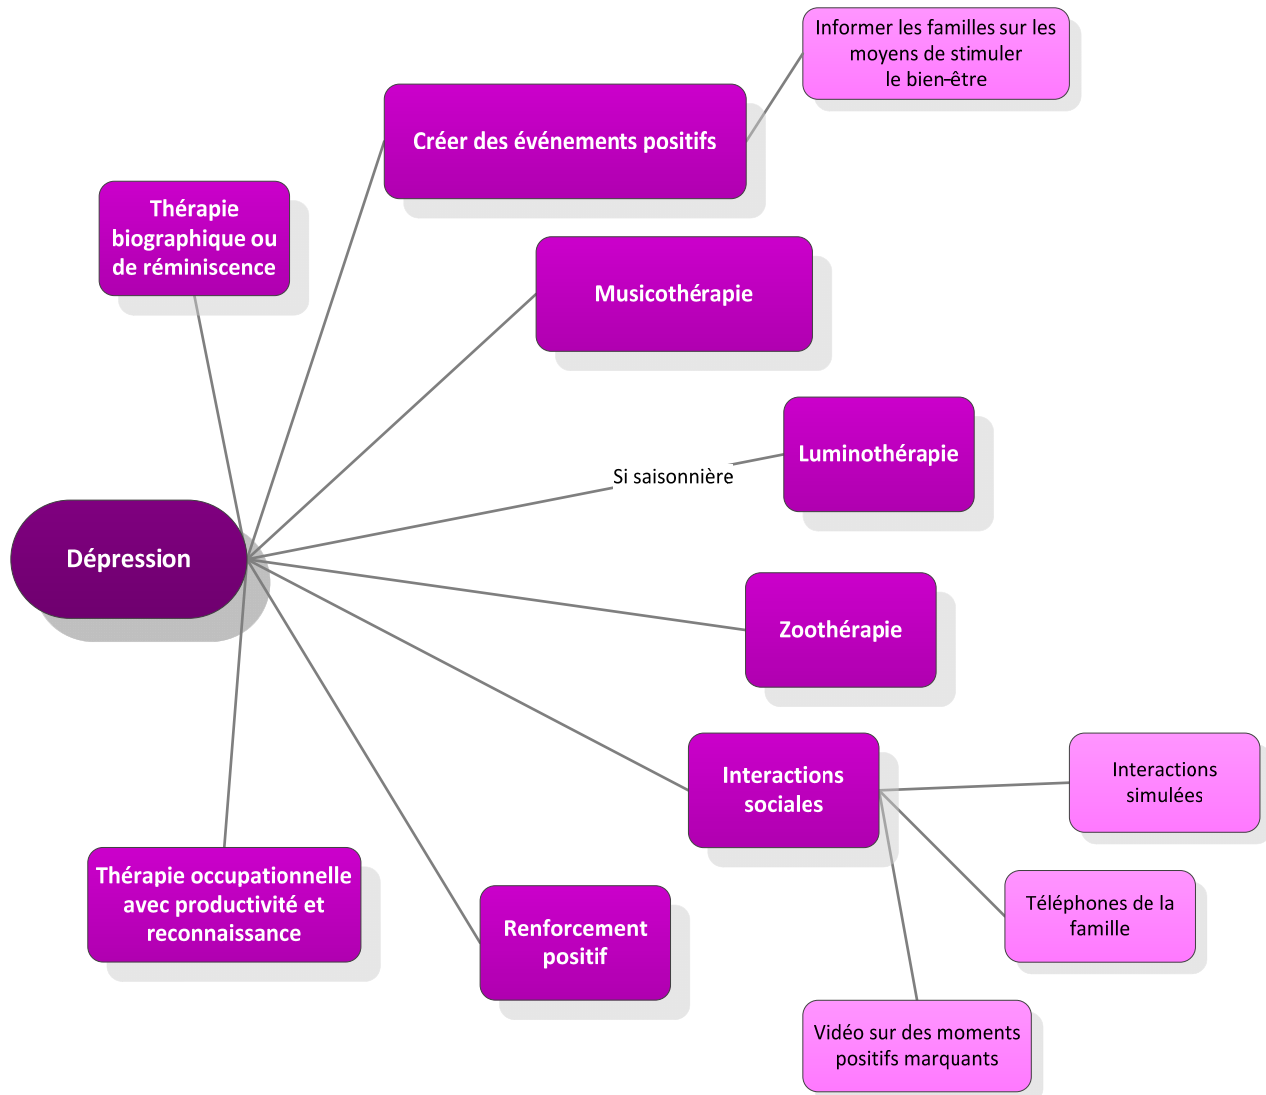 Informer les familles sur les
moyens de stimuler
le bien-être
Créer des événements positifs
Thérapie
biographique ou
de réminiscence
Musicothérapie
Luminothérapie
Si saisonnière
Dépression
Zoothérapie
Interactions
sociales
Interactions
simulées
Thérapie occupationnelle
avec productivité et
reconnaissance
Renforcement
positif
Téléphones de la
famille
Vidéo sur des moments
positifs marquants